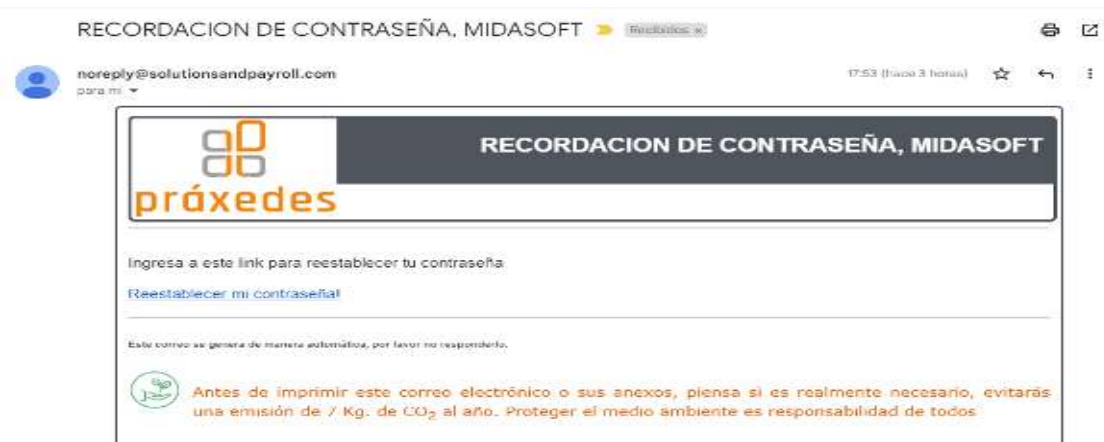 RECORDACION DE CONTRASEÑA, MIDASOFT Recibidos x
noreply@solutionsandpayroll.com 17:53 (hace 3 horas)
para mí
RECORDACION DE CONTRASEÑA, MIDASOFT
práxedes
Ingresa a este link para reestablecer tu contraseña
Reestablecer mi contraseña!
Este correo se genera de manera automática, por favor no responderlo.
Antes de imprimir este correo electrónico o sus anexos, piensa si es realmente necesario, evitarás
una emisión de 7 Kg. de CO₂ al año. Proteger el medio ambiente es responsabilidad de todos